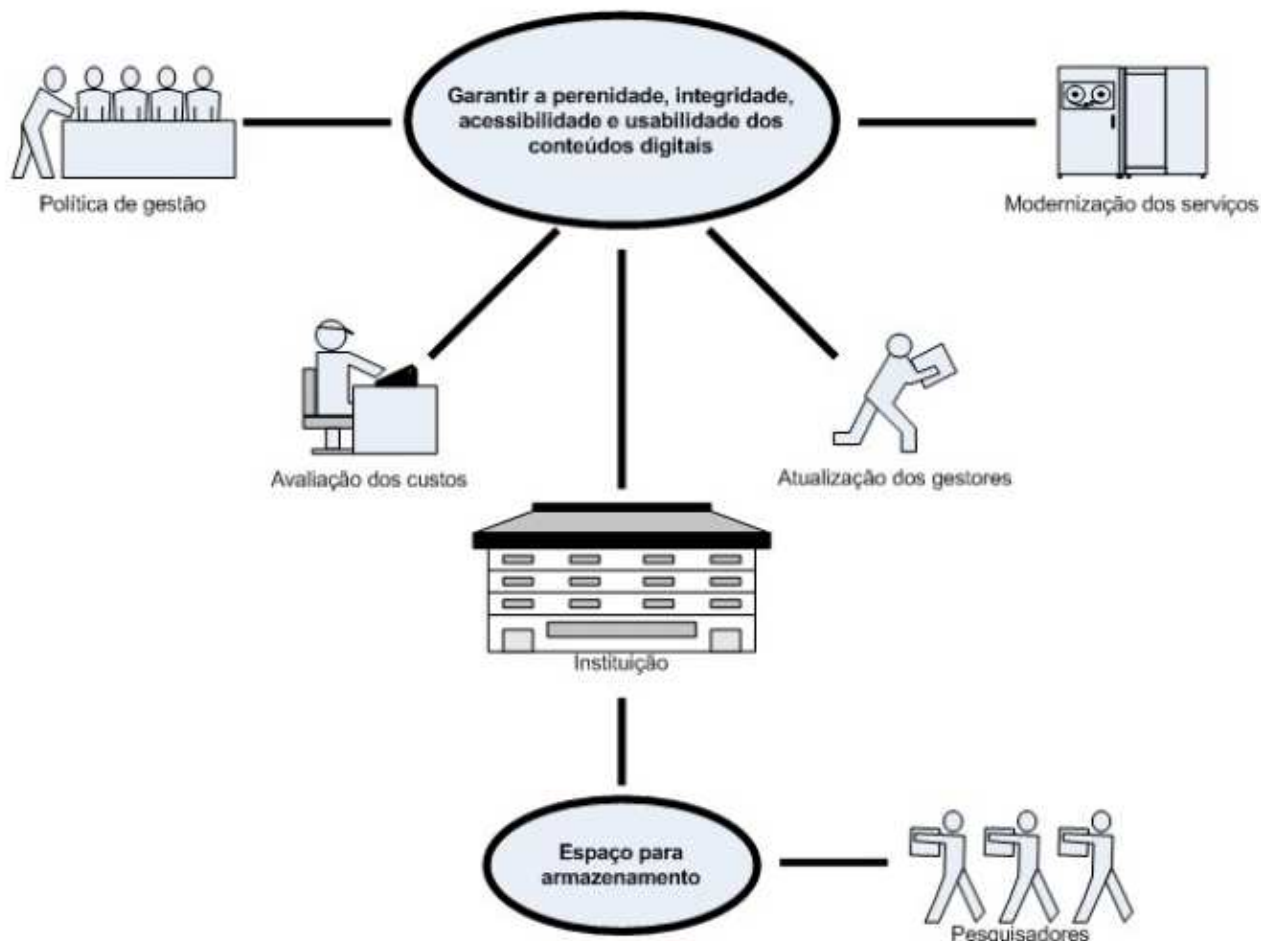 Garantir a perenidade, integridade,
acessibilidade e usabilidade dos
conteúdos digitais
Política de gestão
Modernização dos serviços
Avaliação dos custos
Atualização dos gestores
Instituição
Espaço para
armazenamento
Pesquisadores